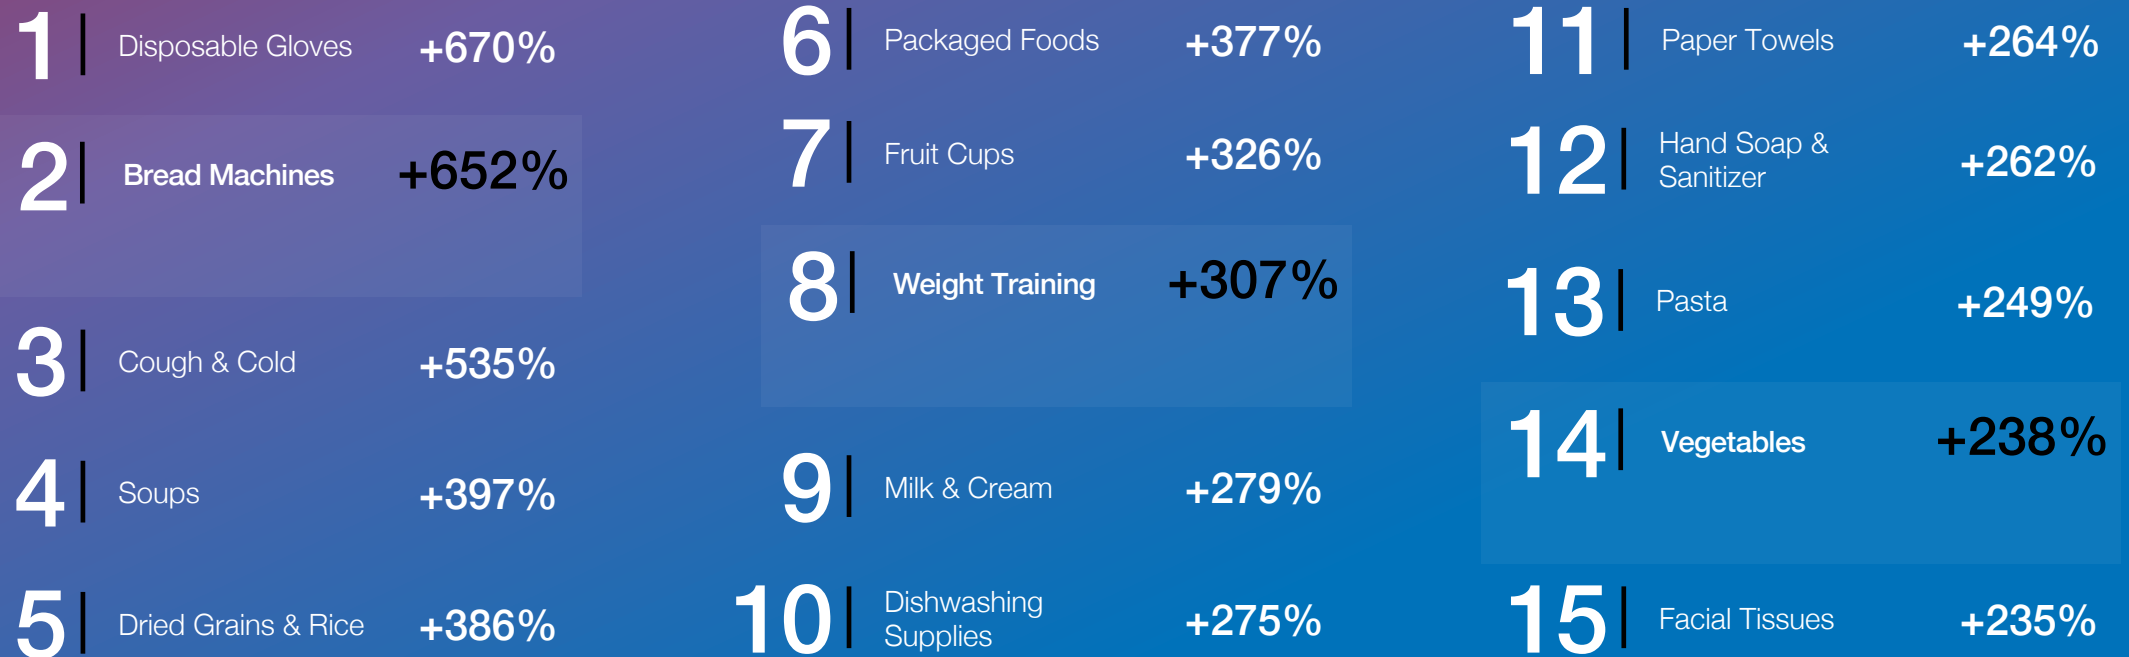 1 Disposable Gloves +670%
2 Bread Machines +652%
3 Cough & Cold +535%
4 Soups +397%
5 Dried Grains & Rice +386%
6 Packaged Foods +377%
7 Fruit Cups +326%
8 Weight Training +307%
9 Milk & Cream +279%
10 Dishwashing
Supplies +275%
11 Paper Towels +264%
12 Hand Soap &
Sanitizer +262%
13 Pasta +249%
14 Vegetables +238%
15 Facial Tissues +235%